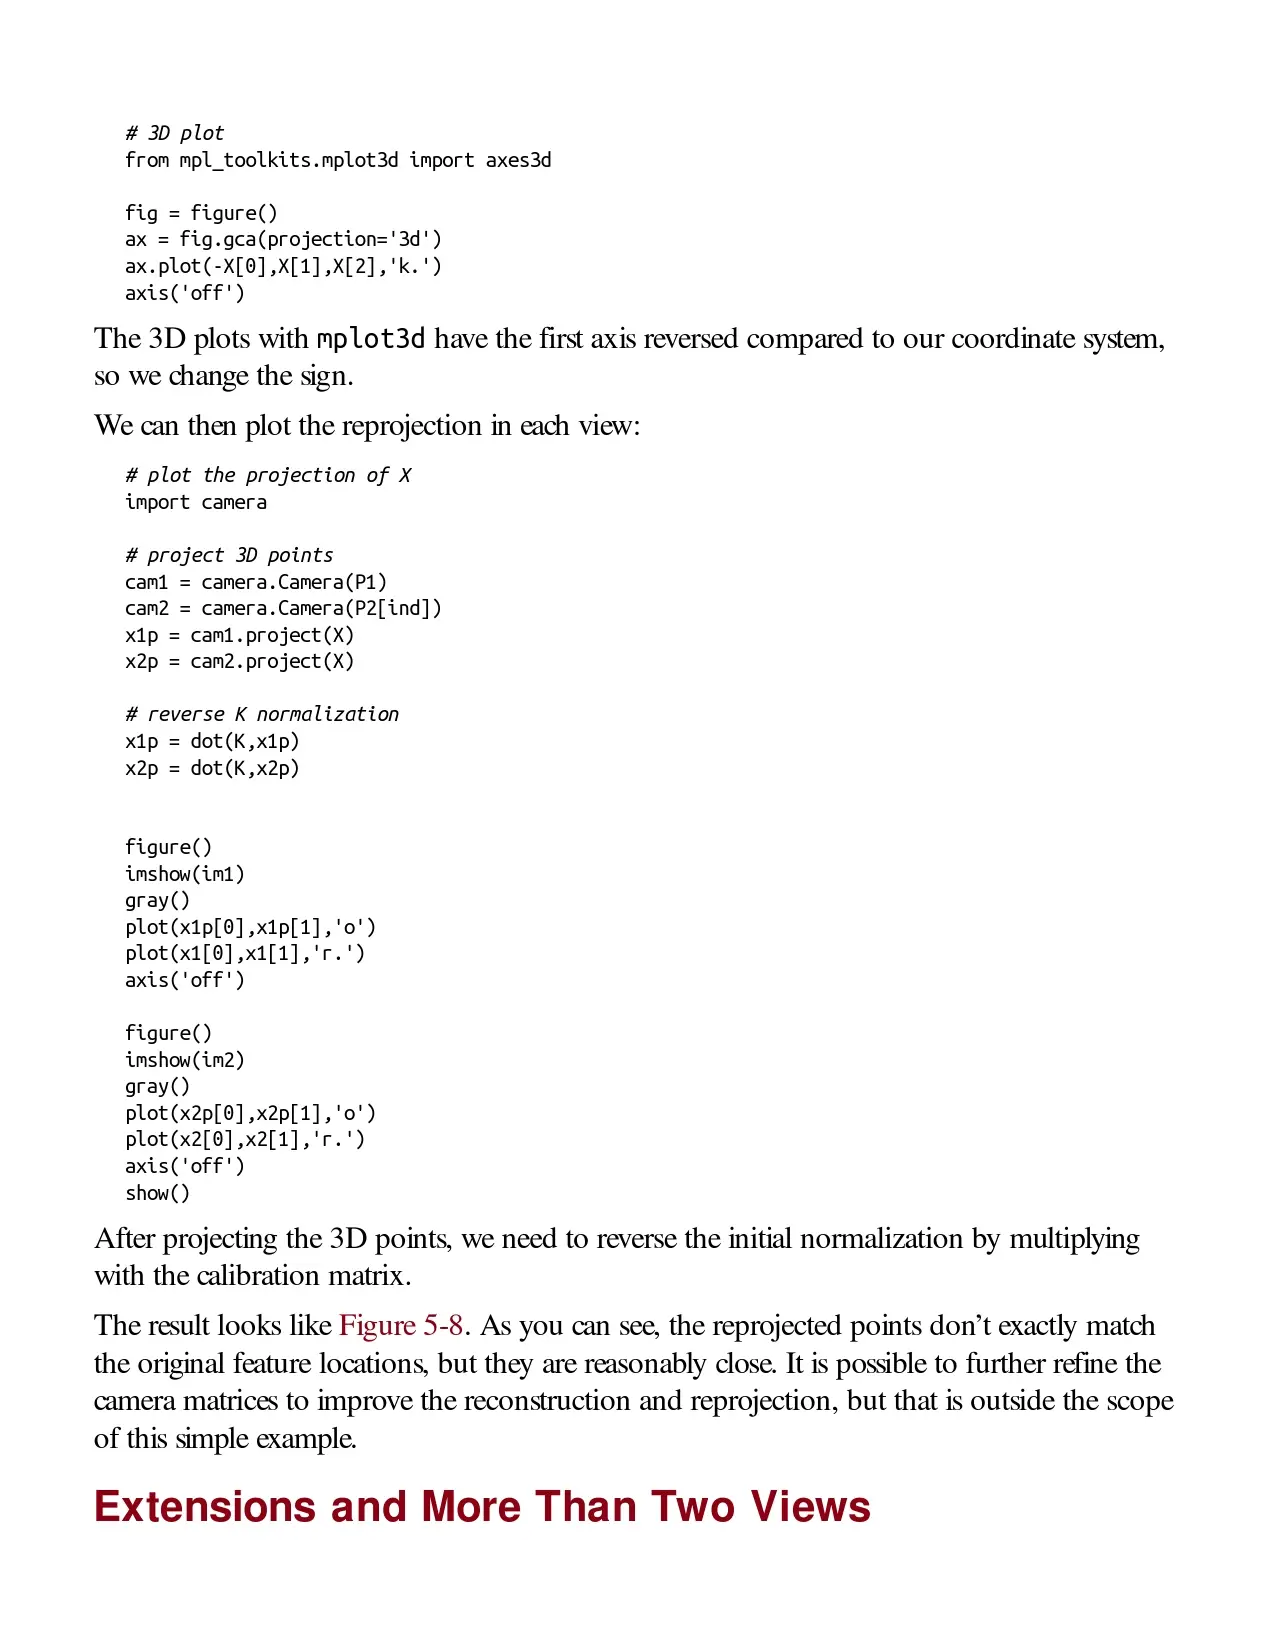 # 3D plot
from mpl_toolkits.mplot3d import axes3d
fig = figure()
ax = fig.gca(projection='3d')
ax.plot(-X[0],X[1],X[2],'k.')
axis('off')
The 3D plots with mplot3d have the first axis reversed compared to our coordinate system,
so we change the sign.
We can then plot the reprojection in each view:
# plot the projection of X
import camera
# project 3D points
cam1 = camera.Camera(P1)
cam2 = camera.Camera(P2[ind])
x1p = cam1.project(X)
x2p = cam2.project(X)
# reverse K normalization
x1p = dot(K,x1p)
x2p = dot(K,x2p)
figure()
imshow(im1)
gray()
plot(x1p[0],x1p[1],'o')
plot(x1[0],x1[1],'r.')
axis('off')
figure()
imshow(im2)
gray()
plot(x2p[0],x2p[1],'o')
plot(x2[0],x2[1],'r.')
axis('off')
show()
After projecting the 3D points, we need to reverse the initial normalization by multiplying
with the calibration matrix.
The result looks like Figure 5-8. As you can see, the reprojected points don’t exactly match
the original feature locations, but they are reasonably close. It is possible to further refine the
camera matrices to improve the reconstruction and reprojection, but that is outside the scope
of this simple example.
Extensions and More Than Two Views